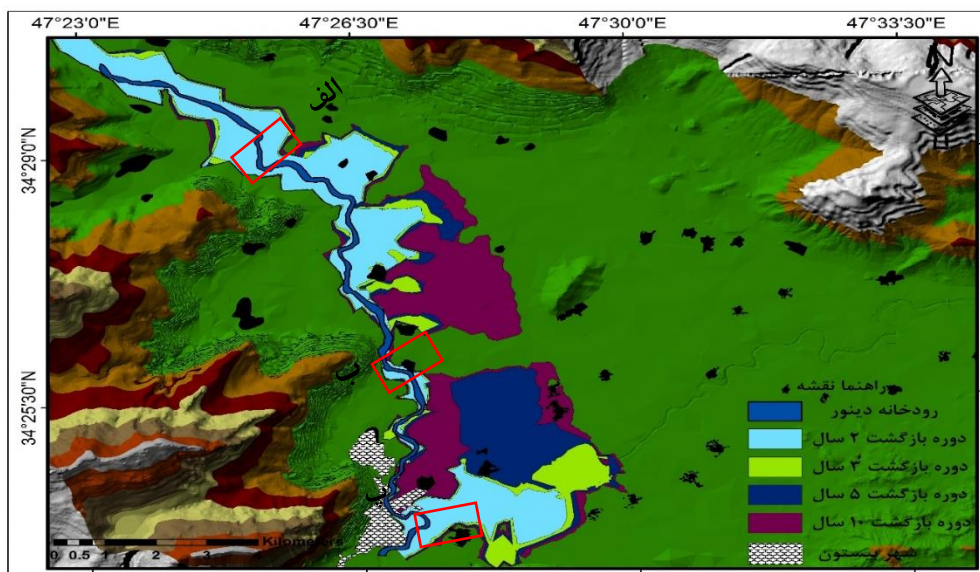 47°23'0"E 47°26'30"E 47°30'0"E 47°33'30"E
34°29'0"N
34°25'30"N
الف
ب
راهنما نقشه
رودخانه دینور
دوره بازگشت ۲ سال
دوره بازگشت ۳ سال
دوره بازگشت ۵ سال
دوره بازگشت ۱۰ سال
شهر بیستون
0 0.5 1 2 3
Kilometers